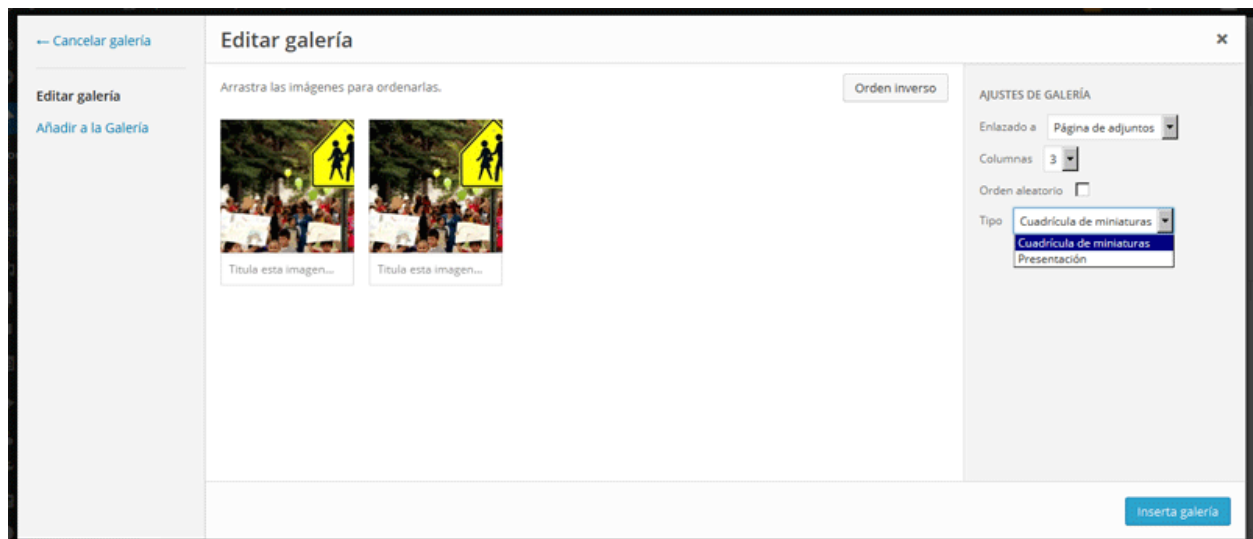 ← Cancelar galería
Editar galería
Añadir a la Galería
Editar galería
×
Arrastra las imágenes para ordenarlas.
Orden inverso
Titula esta imagen...
Titula esta imagen...
AJUSTES DE GALERÍA
Enlazado a Página de adjuntos
Columnas 3
Orden aleatorio
Tipo Cuadrícula de miniaturas
Cuadrícula de miniaturas
Presentación
Inserta galería